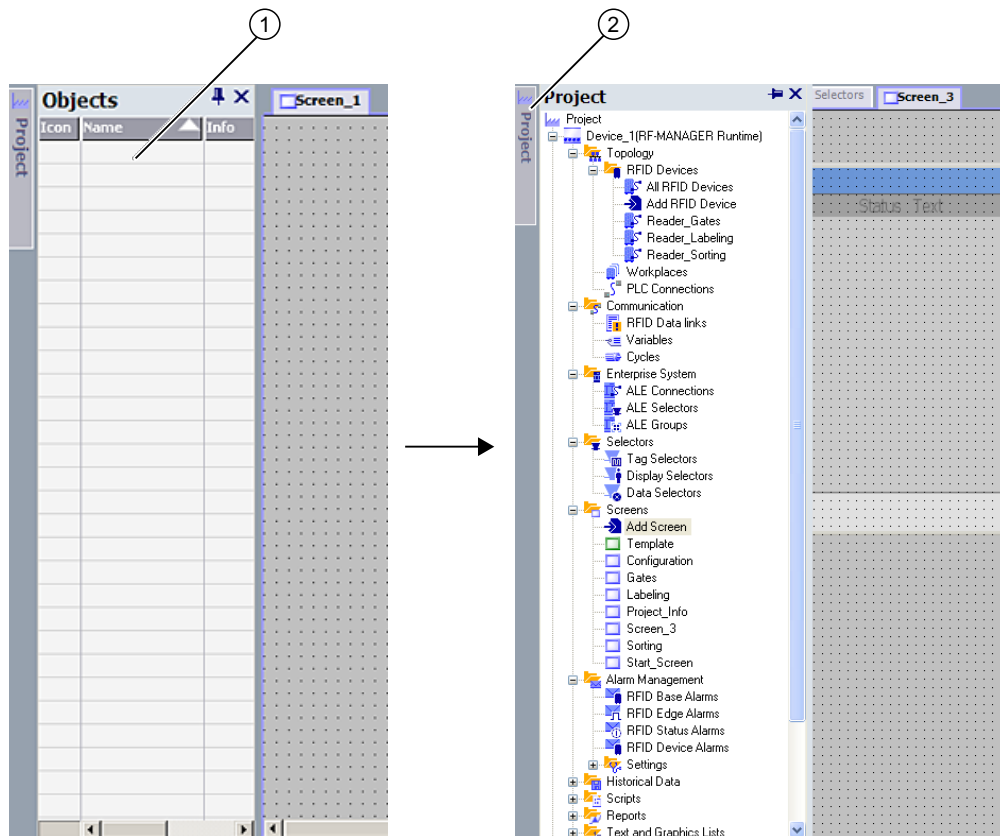 1
2
Objects
Screen_1
Icon Name Info
Project
Project
Selectors
Screen_3
Project
Project
Device_1(RF-MANAGER Runtime)
Topology
RFID Devices
All RFID Devices
Add RFID Device
Reader_Gates
Reader_Labeling
Reader_Sorting
Workplaces
PLC Connections
Communication
RFID Data links
Variables
Cycles
Enterprise System
ALE Connections
ALE Selectors
ALE Groups
Selectors
Tag Selectors
Display Selectors
Data Selectors
Screens
Add Screen
Template
Configuration
Gates
Labeling
Project_Info
Screen_3
Sorting
Start_Screen
Alarm Management
RFID Base Alarms
RFID Edge Alarms
RFID Status Alarms
RFID Device Alarms
Settings
Historical Data
Scripts
Reports
Text and Graphics Lists
Status Text